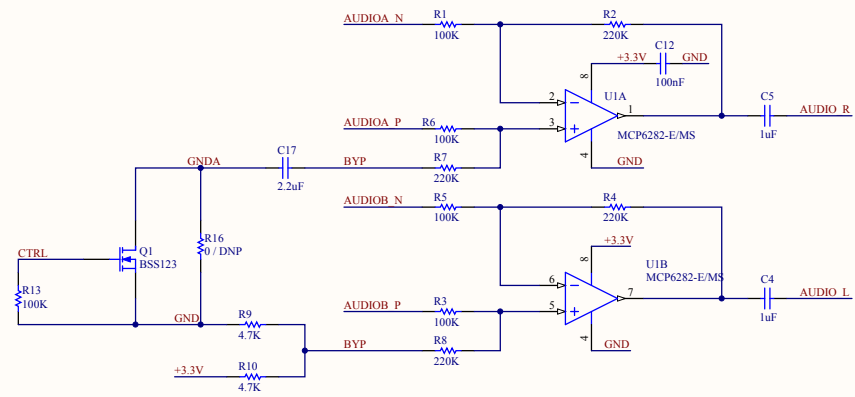 AUDIOA_N
R1
100K
R2
220K
+3.3V
C12
100nF
GND
8
2
U1A
1
C5
1uF
AUDIO_R
AUDIOA_P
R6
100K
3
MCP6282-E/MS
GNDA
C17
2.2uF
BYP
R7
220K
4
GND
AUDIOB_N
R5
100K
R4
220K
CTRL
Q1
BSS123
R16
0 / DNP
+3.3V
8
6
U1B
MCP6282-E/MS
7
C4
1uF
AUDIO_L
R13
100K
AUDIOB_P
R3
100K
5
GND
R9
4.7K
BYP
R8
220K
4
GND
+3.3V
R10
4.7K